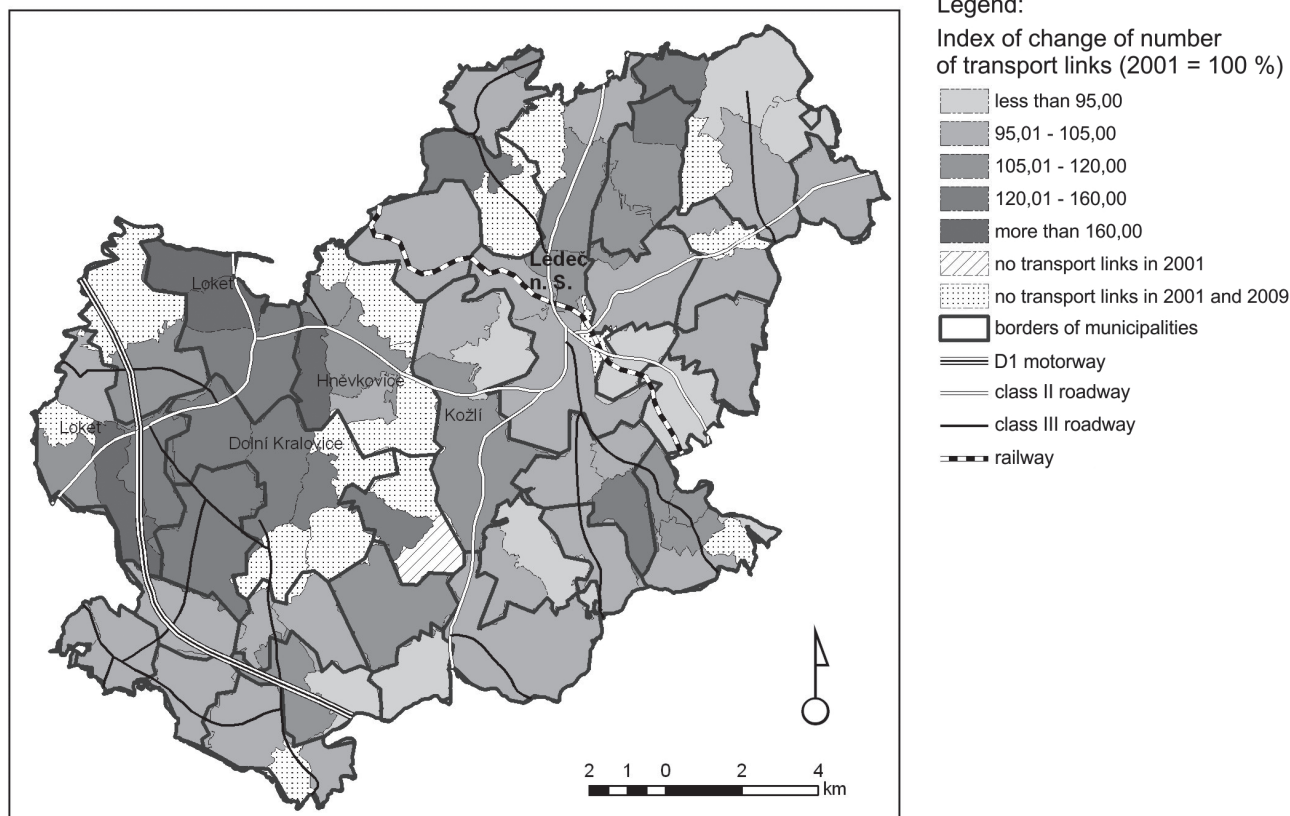 Legend:
Index of change of number
of transport links (2001 = 100 %)
less than 95,00
95,01 - 105,00
105,01 - 120,00
120,01 - 160,00
more than 160,00
no transport links in 2001
no transport links in 2001 and 2009
borders of municipalities
D1 motorway
class II roadway
class III roadway
railway
Ledeč
n. S.
Loket
Hněvkovice
Kožlí
Loket
Dolní Kralovice
2 1 0 2 4
km